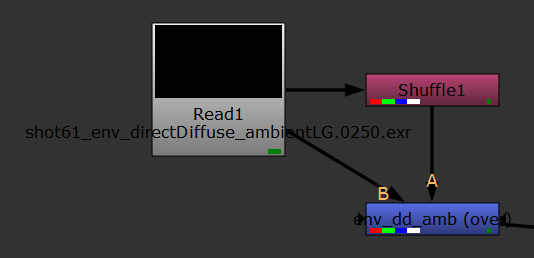 Shuffle1
Read1
shot61_env_directDiffuse_ambientLG.0250.exr
B
A
env_dd_amb (over)